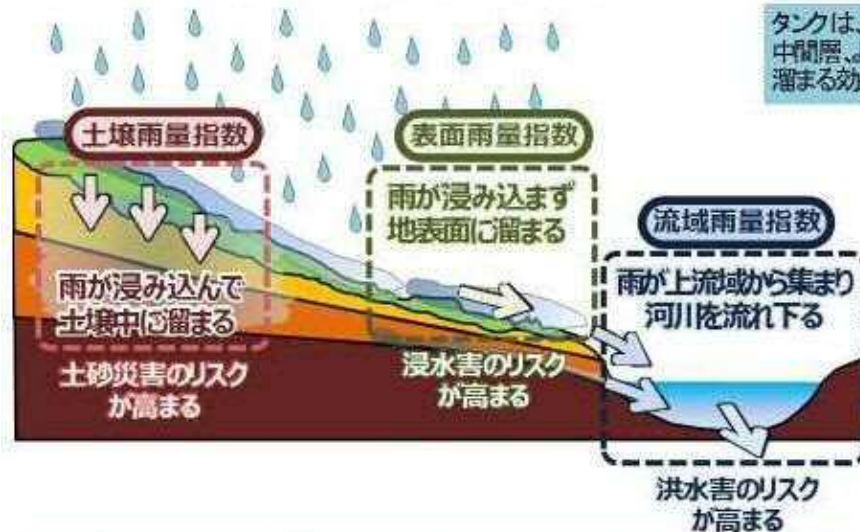 タンクは、
中間層、
溜まる効
土壌雨量指数
雨が浸み込んで
土壌中に溜まる
土砂災害のリスク
が高まる
表面雨量指数
雨が浸み込まず
地表面に溜まる
浸水害のリスク
が高まる
流域雨量指数
雨が上流域から集まり
河川を流れ下る
洪水害のリスク
が高まる